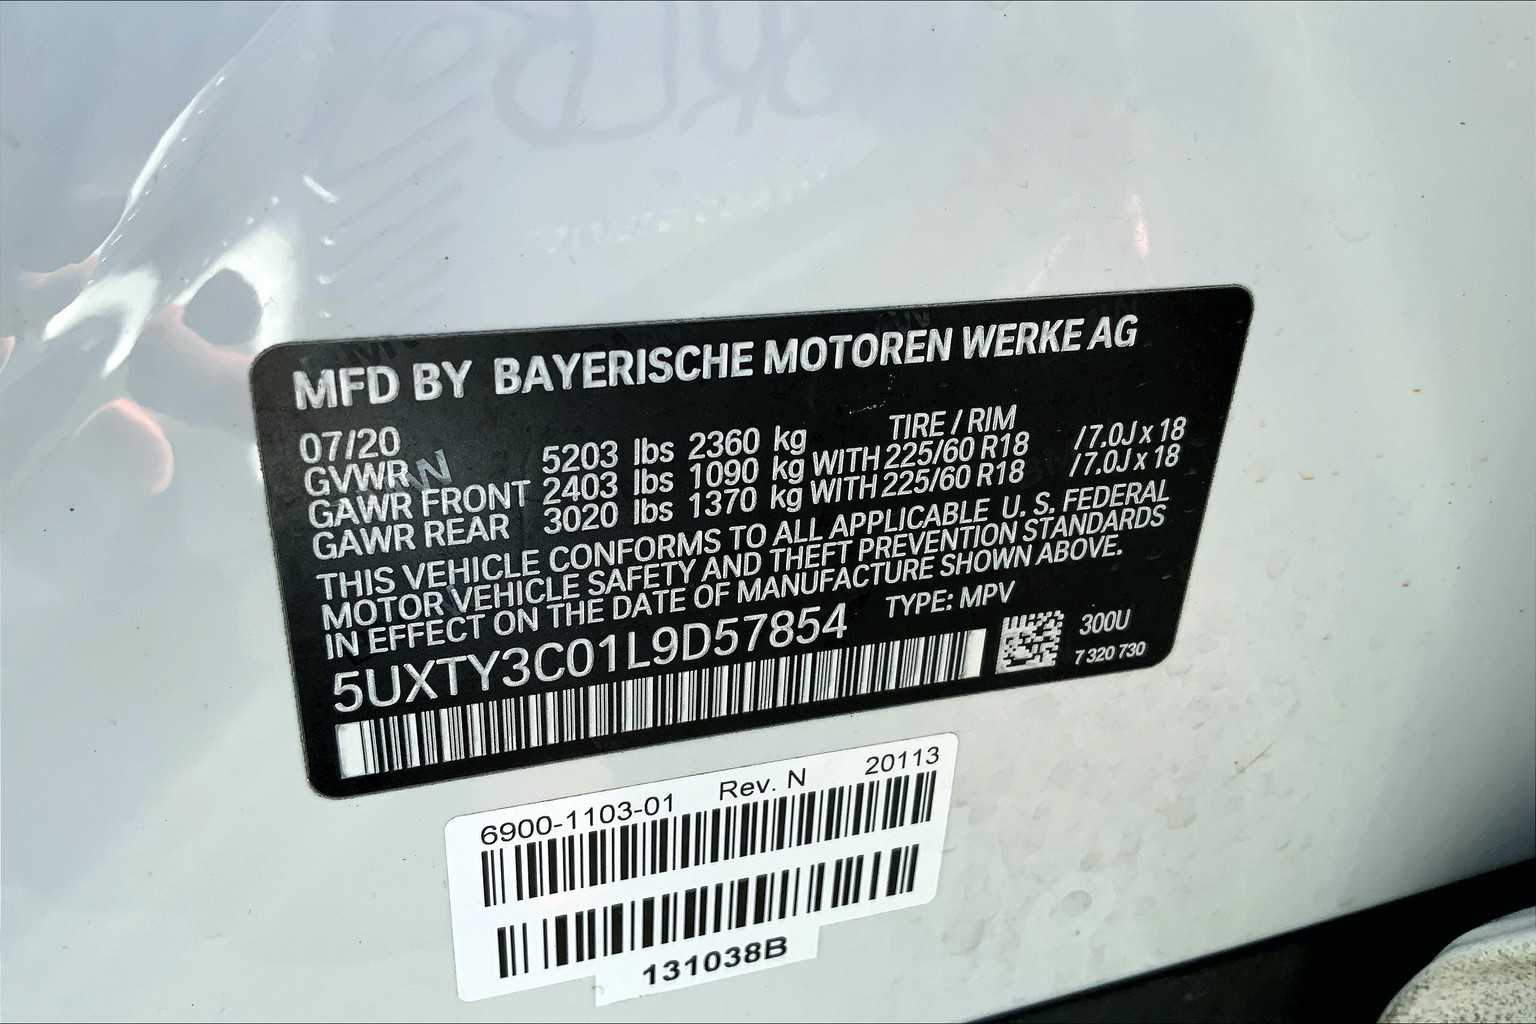 MFD BY BAYERISCHE MOTOREN WERKE AG
07/20 TIRE / RIM
GVWR 5203 lbs 2360 kg
GAWR FRONT 2403 lbs 1090 kg WITH 225/60 R18 /7.0J x 18
GAWR REAR 3020 lbs 1370 kg WITH 225/60 R18 /7.0J x 18
THIS VEHICLE CONFORMS TO ALL APPLICABLE U. S. FEDERAL
MOTOR VEHICLE SAFETY AND THEFT PREVENTION STANDARDS
IN EFFECT ON THE DATE OF MANUFACTURE SHOWN ABOVE.
5UXTY3C01L9D57854 TYPE: MPV
300U
7 320 730
6900-1103-01 Rev. N 20113
131038B